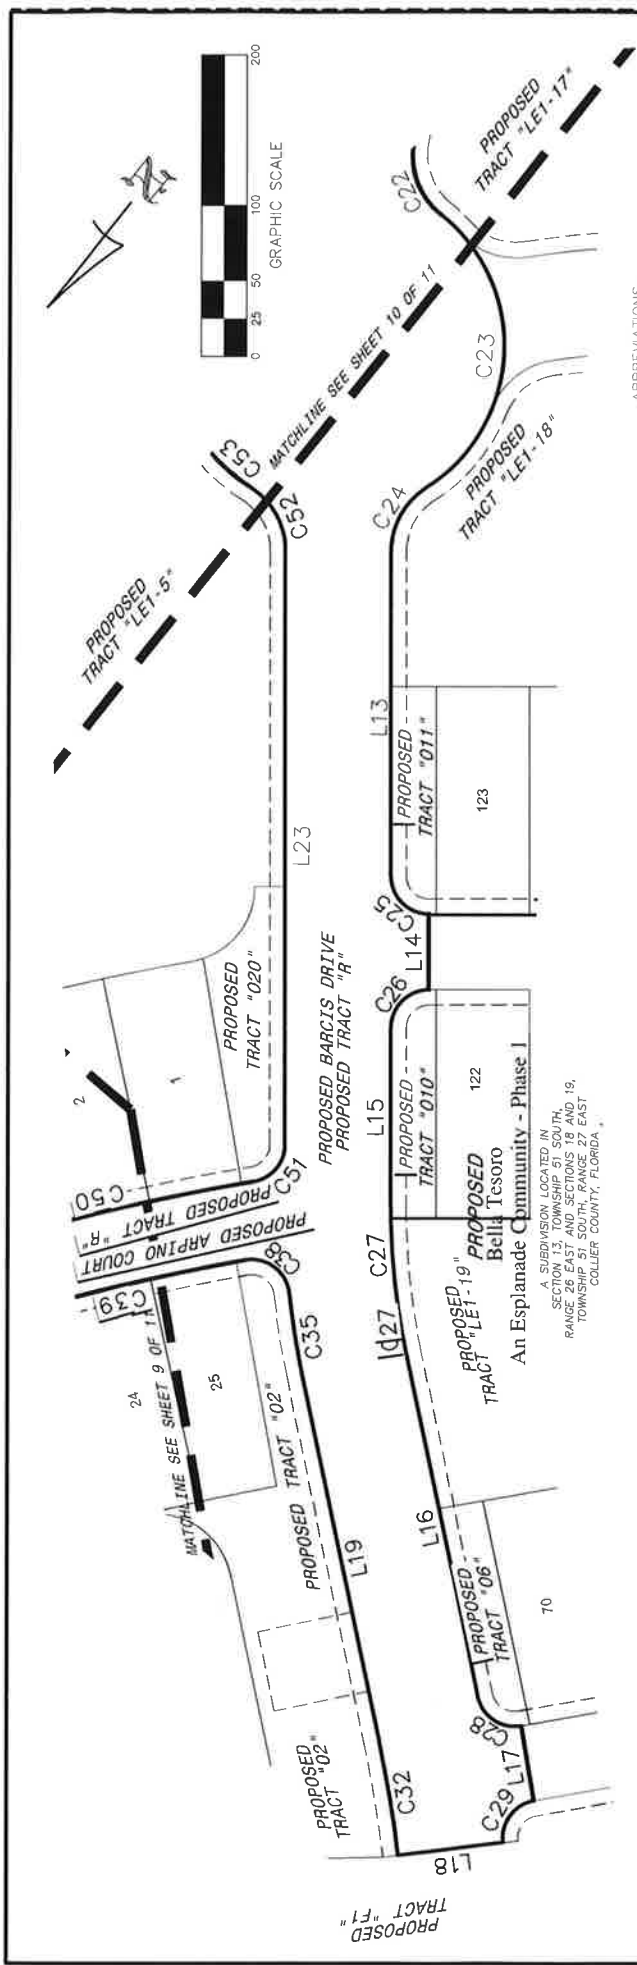 N
0
25
50
100
200
GRAPHIC SCALE
PROPOSED
TRACT "LE1-17"
C22
MATCHLINE SEE SHEET 10 OF 11
C23
C53
C52
C24
PROPOSED
TRACT "LE1-18"
ABBREVIATIONS
PROPOSED
TRACT "LE1-5"
L13
PROPOSED
TRACT "011"
123
L23
C25
L14
PROPOSED
TRACT "020"
PROPOSED BARCIS DRIVE
PROPOSED TRACT "R"
C26
2
1
L15
PROPOSED
TRACT "010"
122
C50
C51
PROPOSED TRACT "R"
PROPOSED ARPINO COURT
C38
C39
C27
PROPOSED
Bella Tesoro
An Esplanade Community - Phase 1
A SUBDIVISION LOCATED IN
SECTION 13, TOWNSHIP 51 SOUTH,
RANGE 26 EAST AND SECTIONS 18 AND 19,
TOWNSHIP 51 SOUTH, RANGE 27 EAST
COLLIER COUNTY, FLORIDA
PROPOSED
TRACT "LE1-19"
C35
24
25
MATCHLINE SEE SHEET 9 OF 11
PROPOSED TRACT "02"
L19
L16
PROPOSED
TRACT "06"
70
C28
L17
C29
PROPOSED
TRACT "02"
C32
L18
PROPOSED
TRACT "F1"